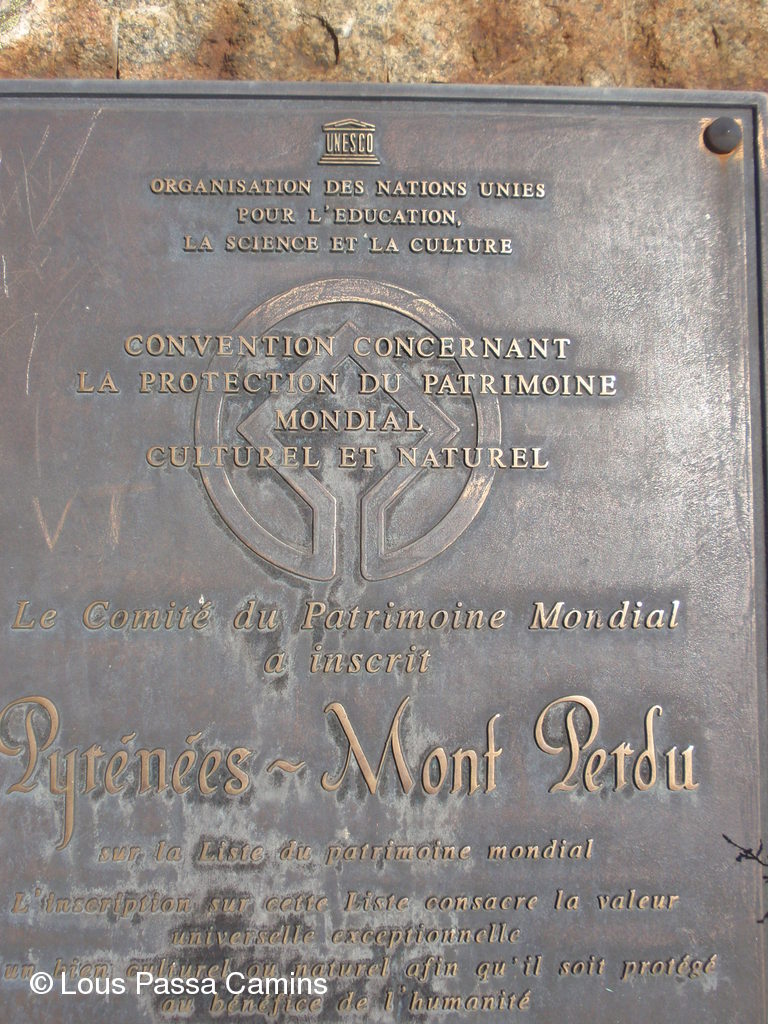 UNESCO
ORGANISATION DES NATIONS UNIES
POUR L'EDUCATION,
LA SCIENCE ET LA CULTURE
CONVENTION CONCERNANT
LA PROTECTION DU PATRIMOINE
MONDIAL
CULTUREL ET NATUREL
VT
Le Comité du Patrimoine Mondial
a inscrit
Pyrénées ~ Mont Perdu
sur la Liste du patrimoine mondial
L'inscription sur cette Liste consacre la valeur
universelle exceptionnelle
un bien culturel ou naturel afin qu'il soit protégé
au bénéfice de l'humanité
© Lous Passa Camins